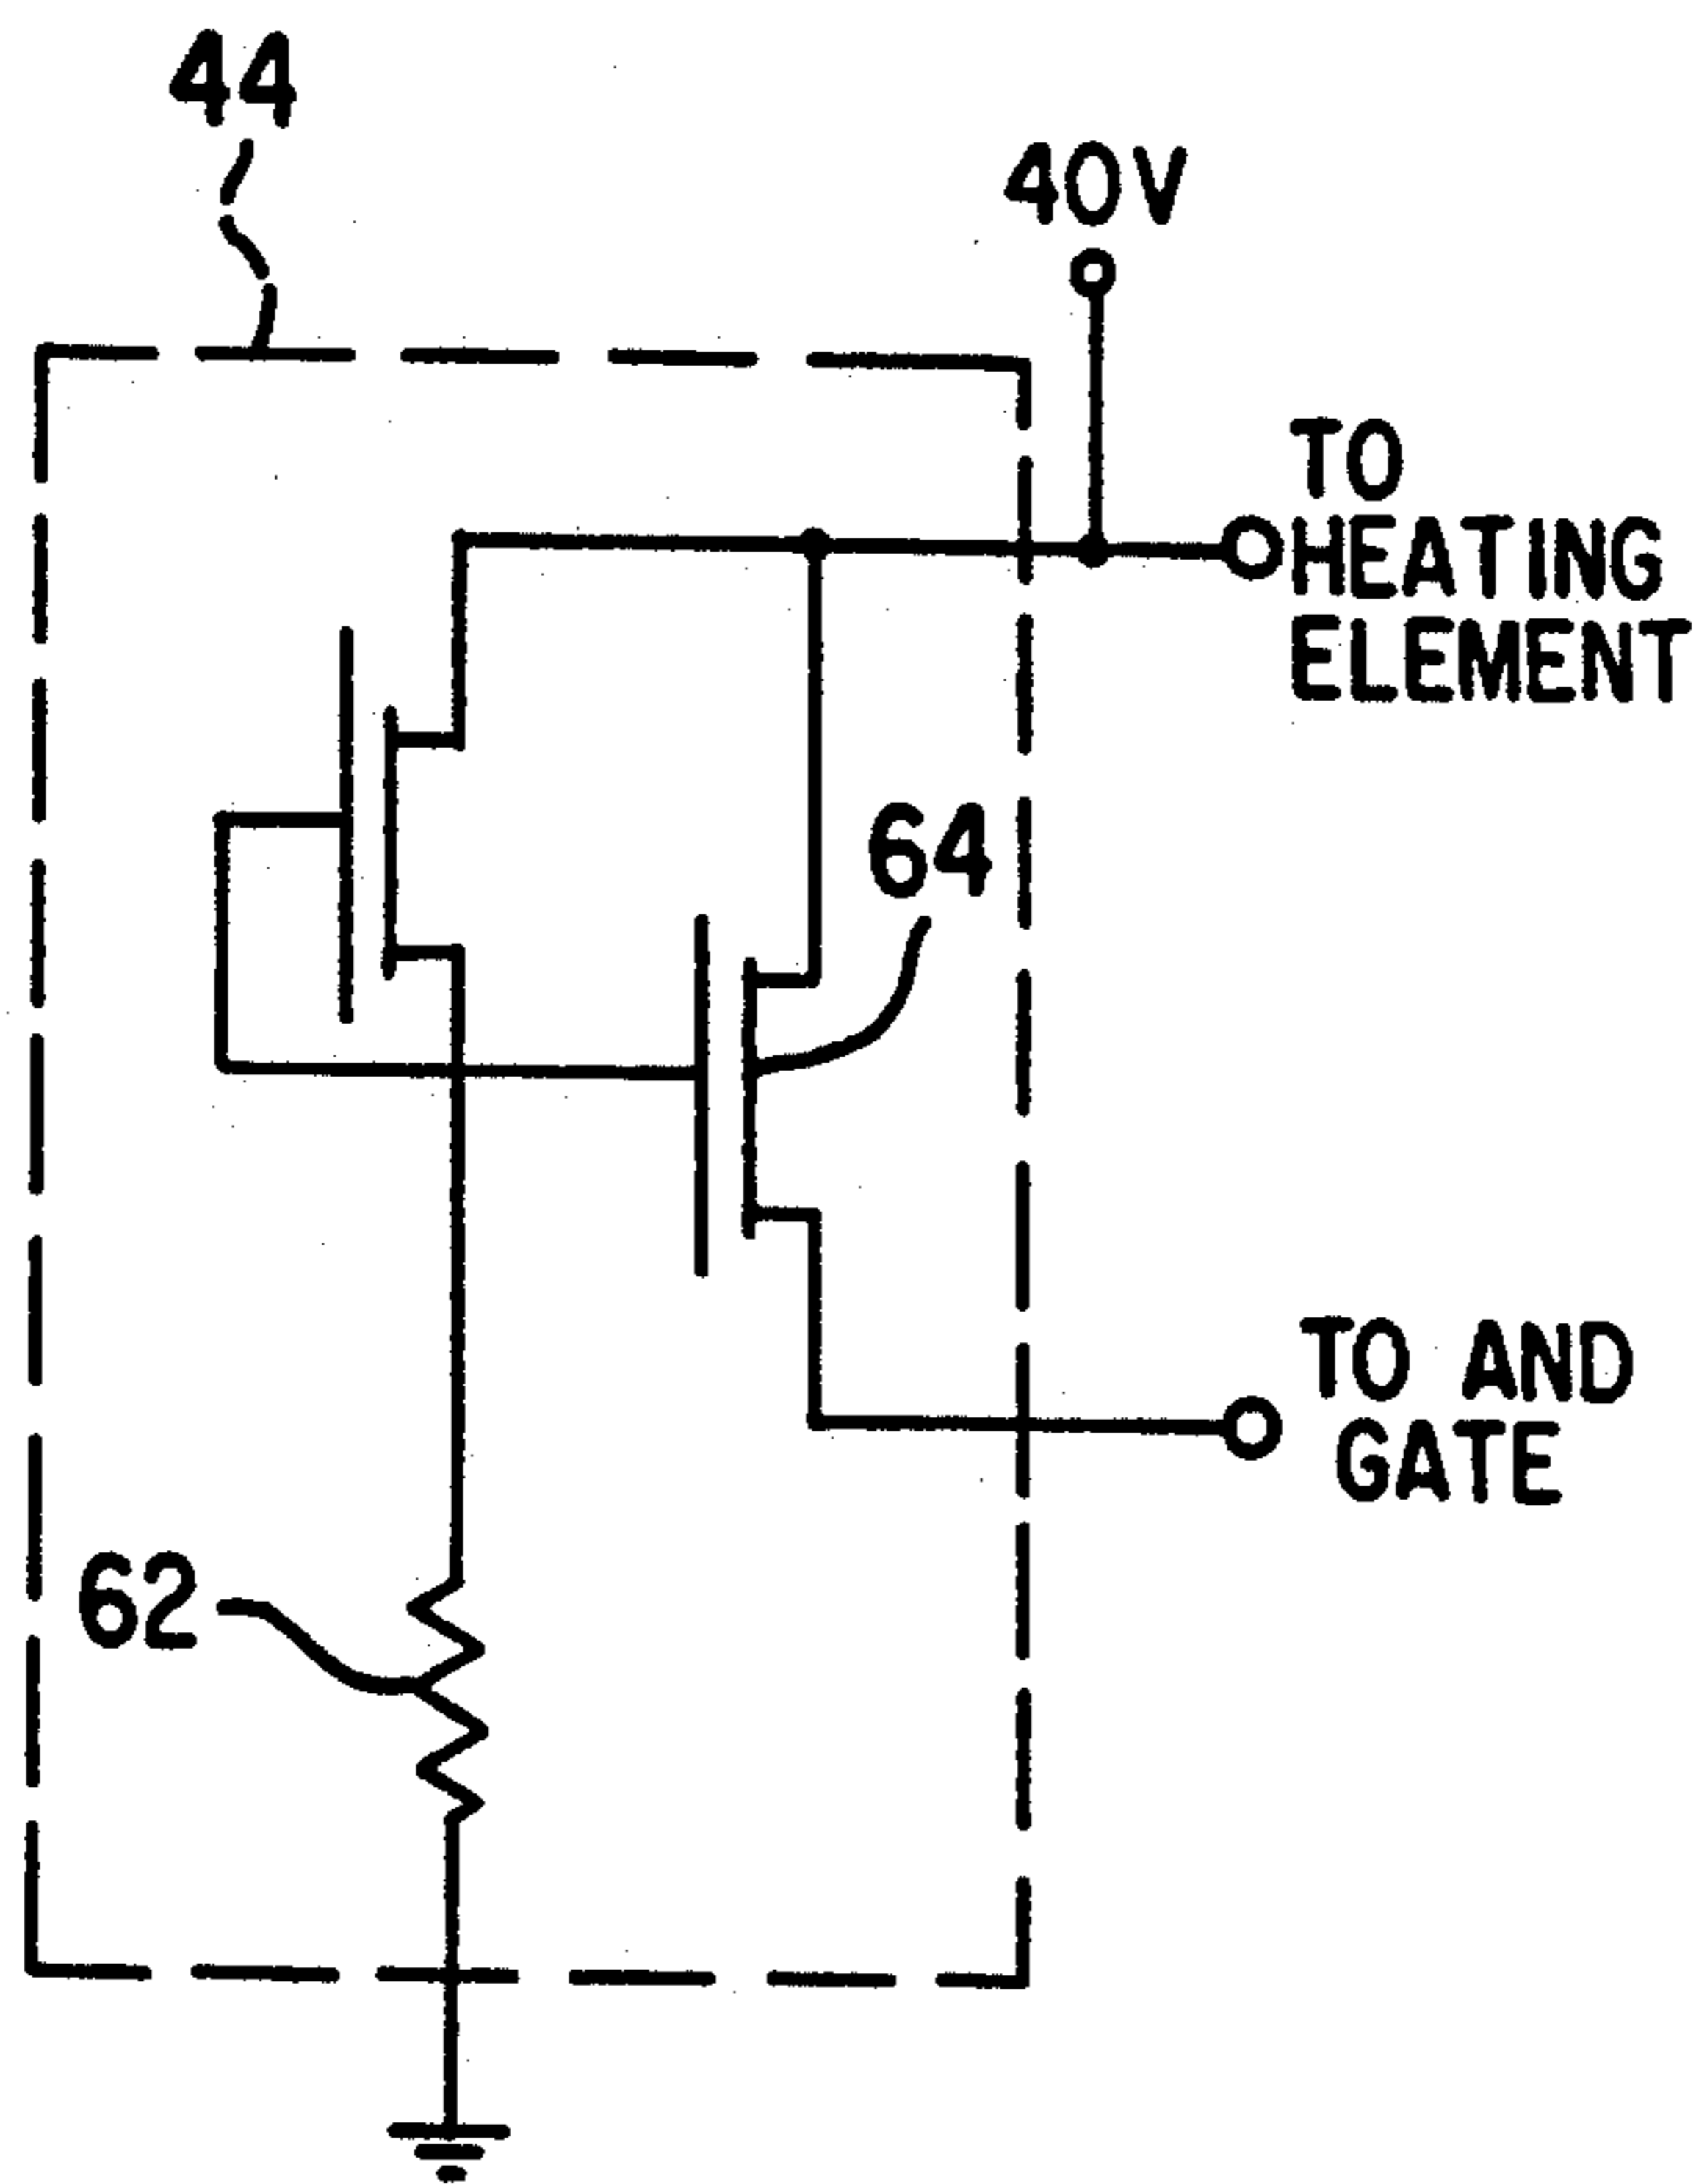 44
40V
TO
HEATING
ELEMENT
64
TO AND
GATE
62